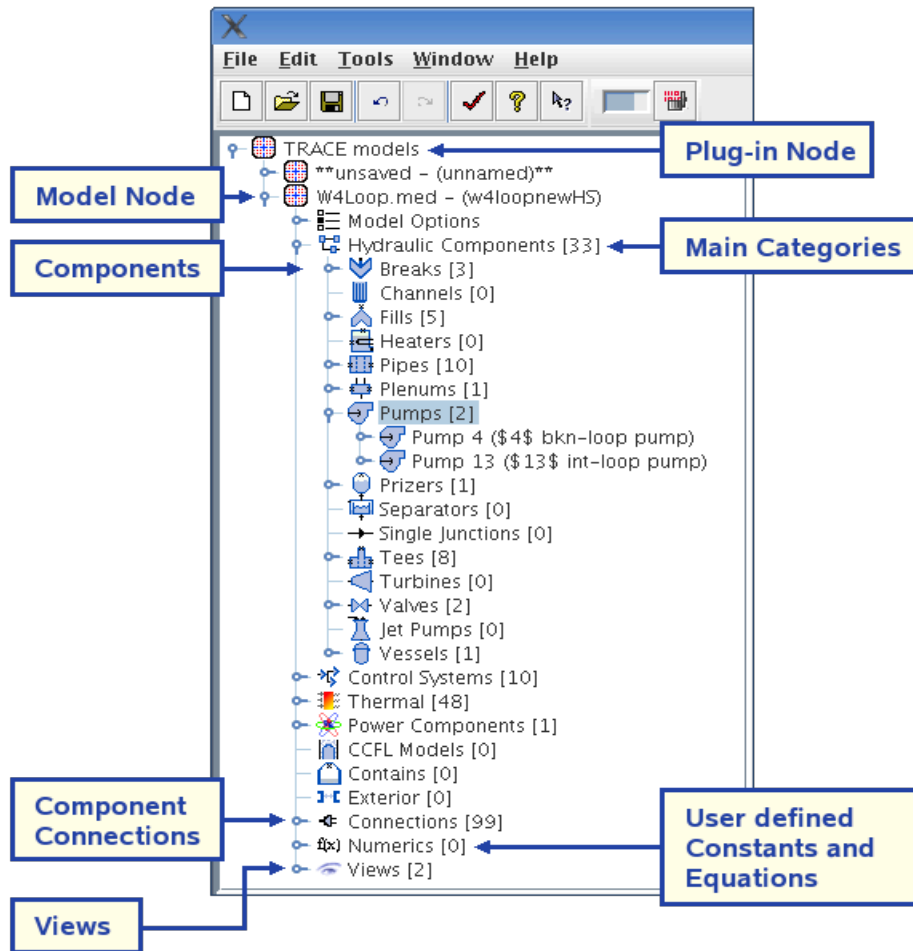 File Edit Tools Window Help
TRACE models
Plug-in Node
**unsaved - (unnamed)**
Model Node
W4Loop.med - (w4loopnewHS)
Model Options
Hydraulic Components [33]
Main Categories
Components
Breaks [3]
Channels [0]
Fills [5]
Heaters [0]
Pipes [10]
Plenums [1]
Pumps [2]
Pump 4 ($4$ bkn-loop pump)
Pump 13 ($13$ int-loop pump)
Prizers [1]
Separators [0]
Single Junctions [0]
Tees [8]
Turbines [0]
Valves [2]
Jet Pumps [0]
Vessels [1]
Control Systems [10]
Thermal [48]
Power Components [1]
CCFL Models [0]
Contains [0]
Exterior [0]
Component
Connections
Connections [99]
f(x) Numerics [0]
User defined
Constants and
Equations
Views [2]
Views